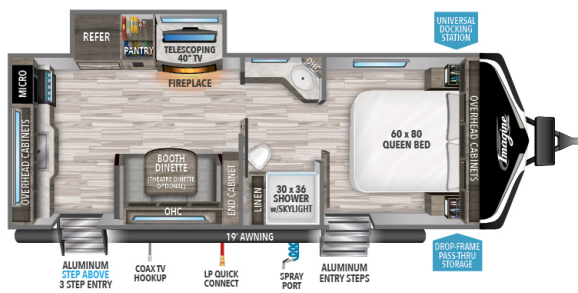 UNIVERSAL
DOCKING
STATION
REFER
PANTRY
TELESCOPING
40" TV
FIREPLACE
OHC
MICRO
OVERHEAD CABINETS
60 x 80
QUEEN BED
OVERHEAD CABINETS
Imagine
BOOTH
DINETTE
(THEATRE DINETTE
OPTIONAL)
OHC
END CABINET
LINEN
30 x 36
SHOWER
w/SKYLIGHT
19' AWNING
ALUMINUM
STEP ABOVE
3 STEP ENTRY
COAX TV
HOOKUP
LP QUICK
CONNECT
SPRAY
PORT
ALUMINUM
ENTRY STEPS
DROP-FRAME
PASS-THRU
STORAGE